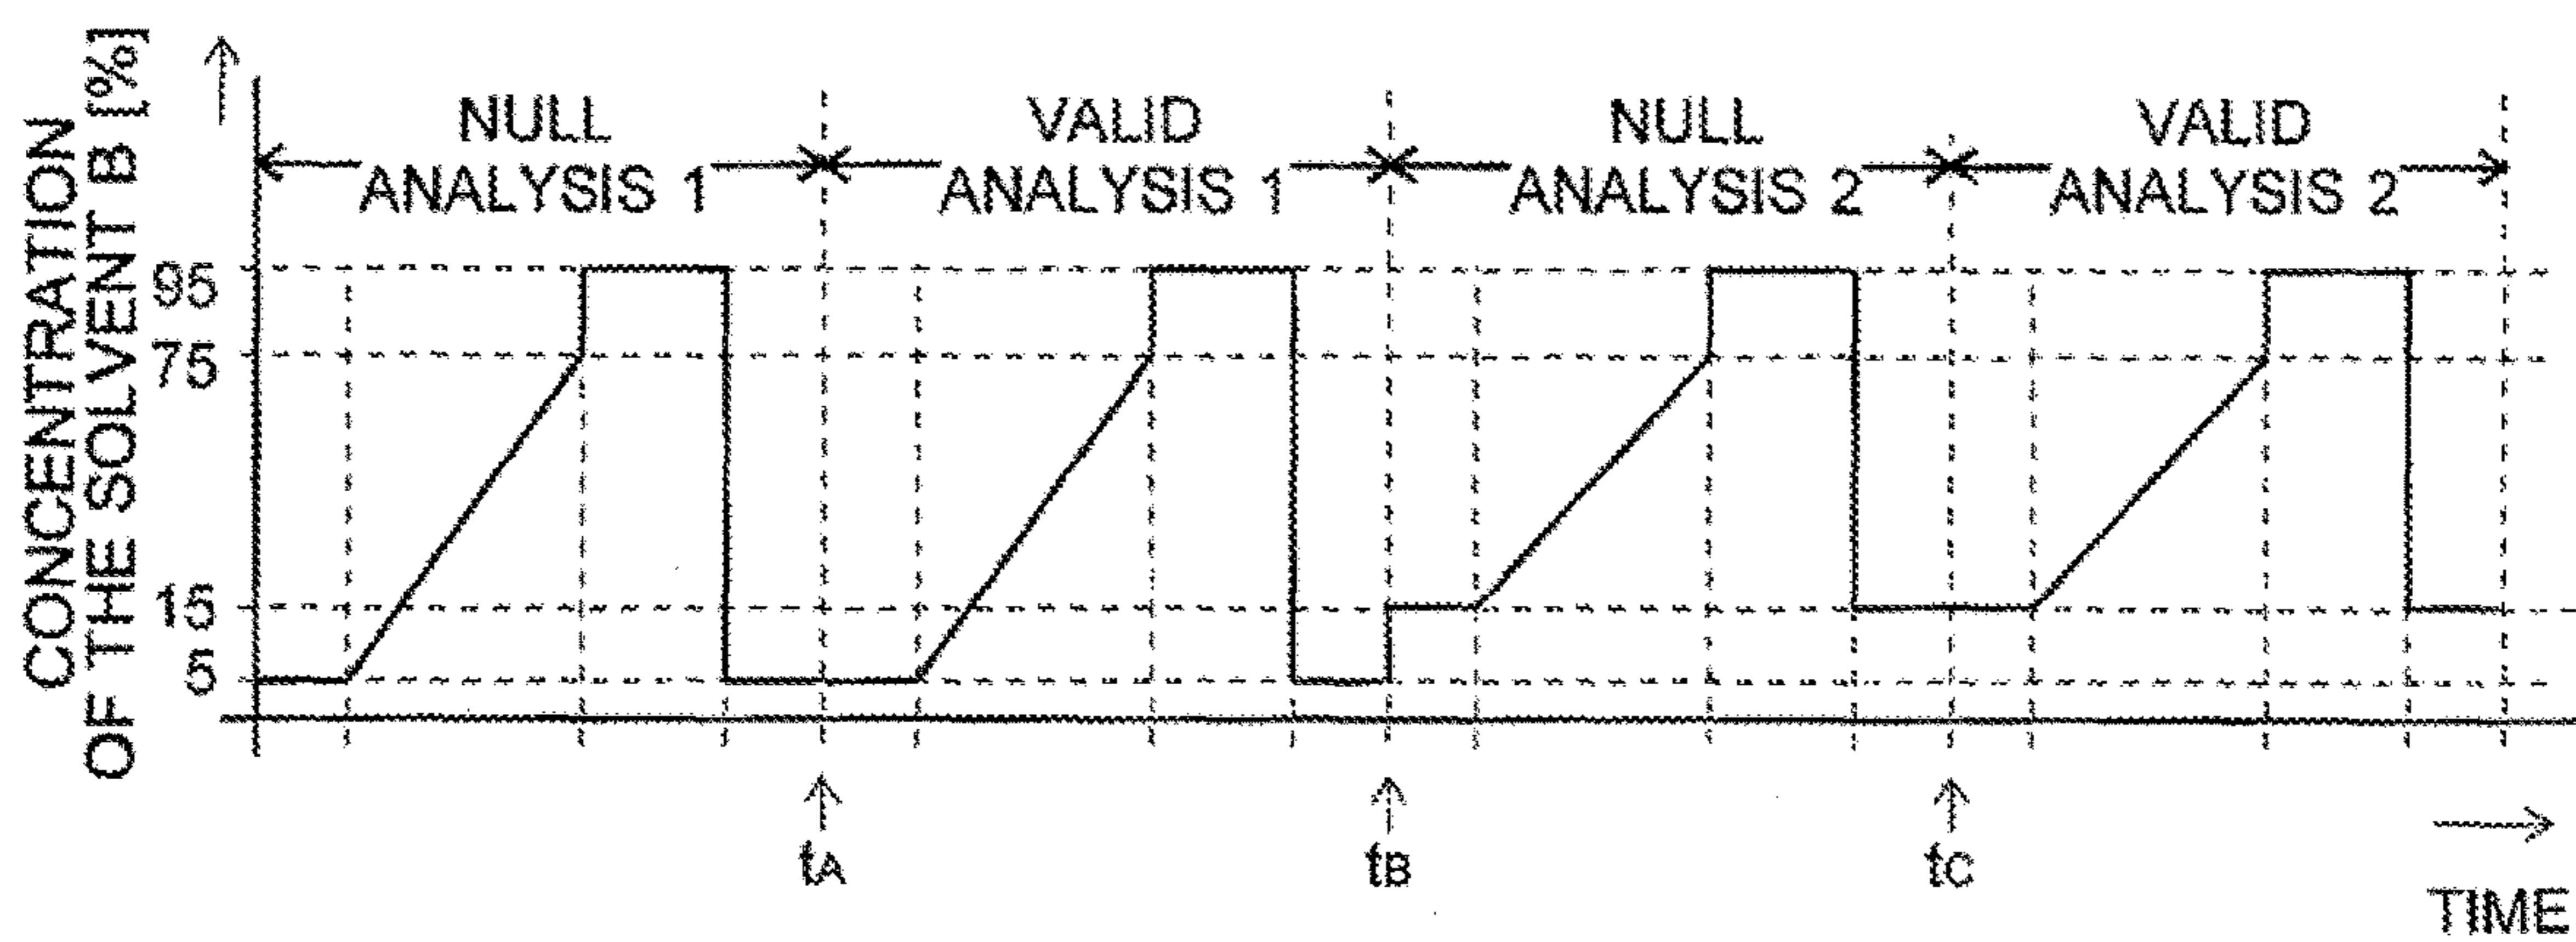 CONCENTRATION
OF THE SOLVENT B [%]
NULL
ANALYSIS 1
VALID
ANALYSIS 1
NULL
ANALYSIS 2
VALID
ANALYSIS 2
95
75
15
5
tA
tB
tC
TIME